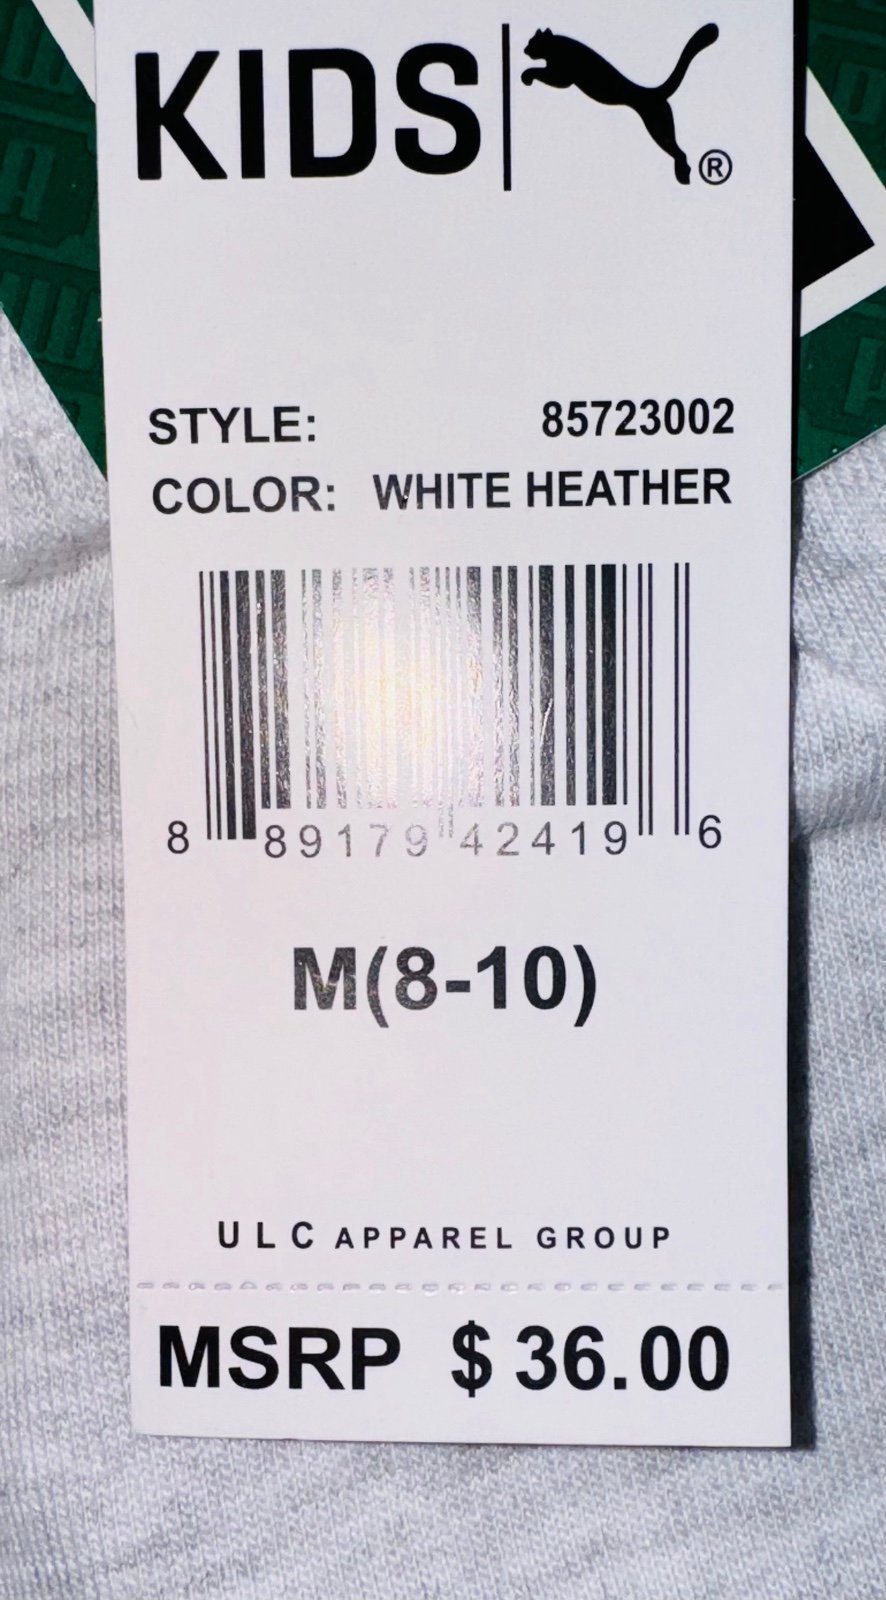 KIDS
®
STYLE: 85723002
COLOR: WHITE HEATHER
8 89179 42419 6
M(8-10)
ULC APPAREL GROUP
MSRP $ 36.00